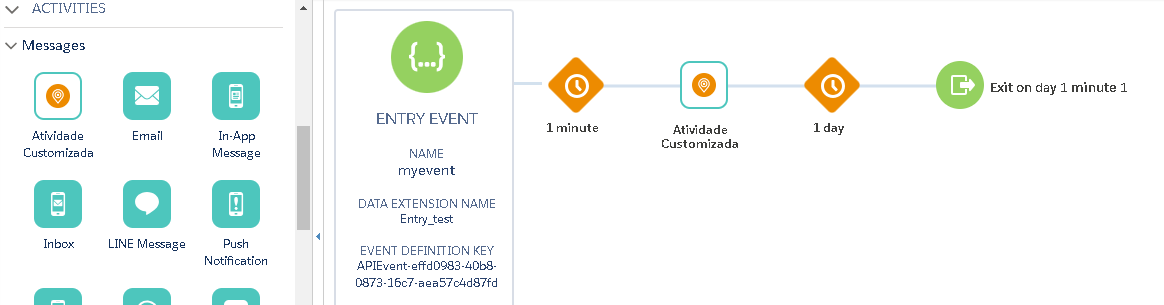 ACTIVITIES
Messages
Atividade
Customizada
Email
In-App
Message
Inbox
LINE Message
Push
Notification
{...}
ENTRY EVENT
NAME
myevent
DATA EXTENSION NAME
Entry_test
EVENT DEFINITION KEY
APIEvent-effd0983-40b8-
0873-16c7-aea57c4d87fd
1 minute
Atividade
Customizada
1 day
Exit on day 1 minute 1